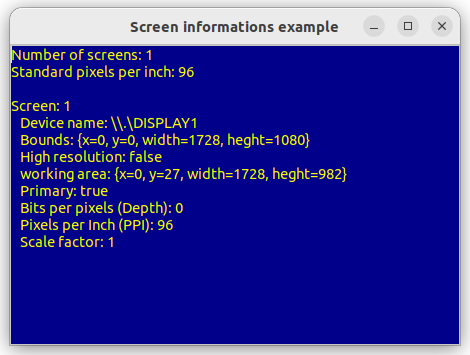 Screen informations example
Number of screens: 1
Standard pixels per inch: 96
Screen: 1
Device name: \\.\DISPLAY1
Bounds: {x=0, y=0, width=1728, heght=1080}
High resolution: false
working area: {x=0, y=27, width=1728, heght=982}
Primary: true
Bits per pixels (Depth): 0
Pixels per Inch (PPI): 96
Scale factor: 1